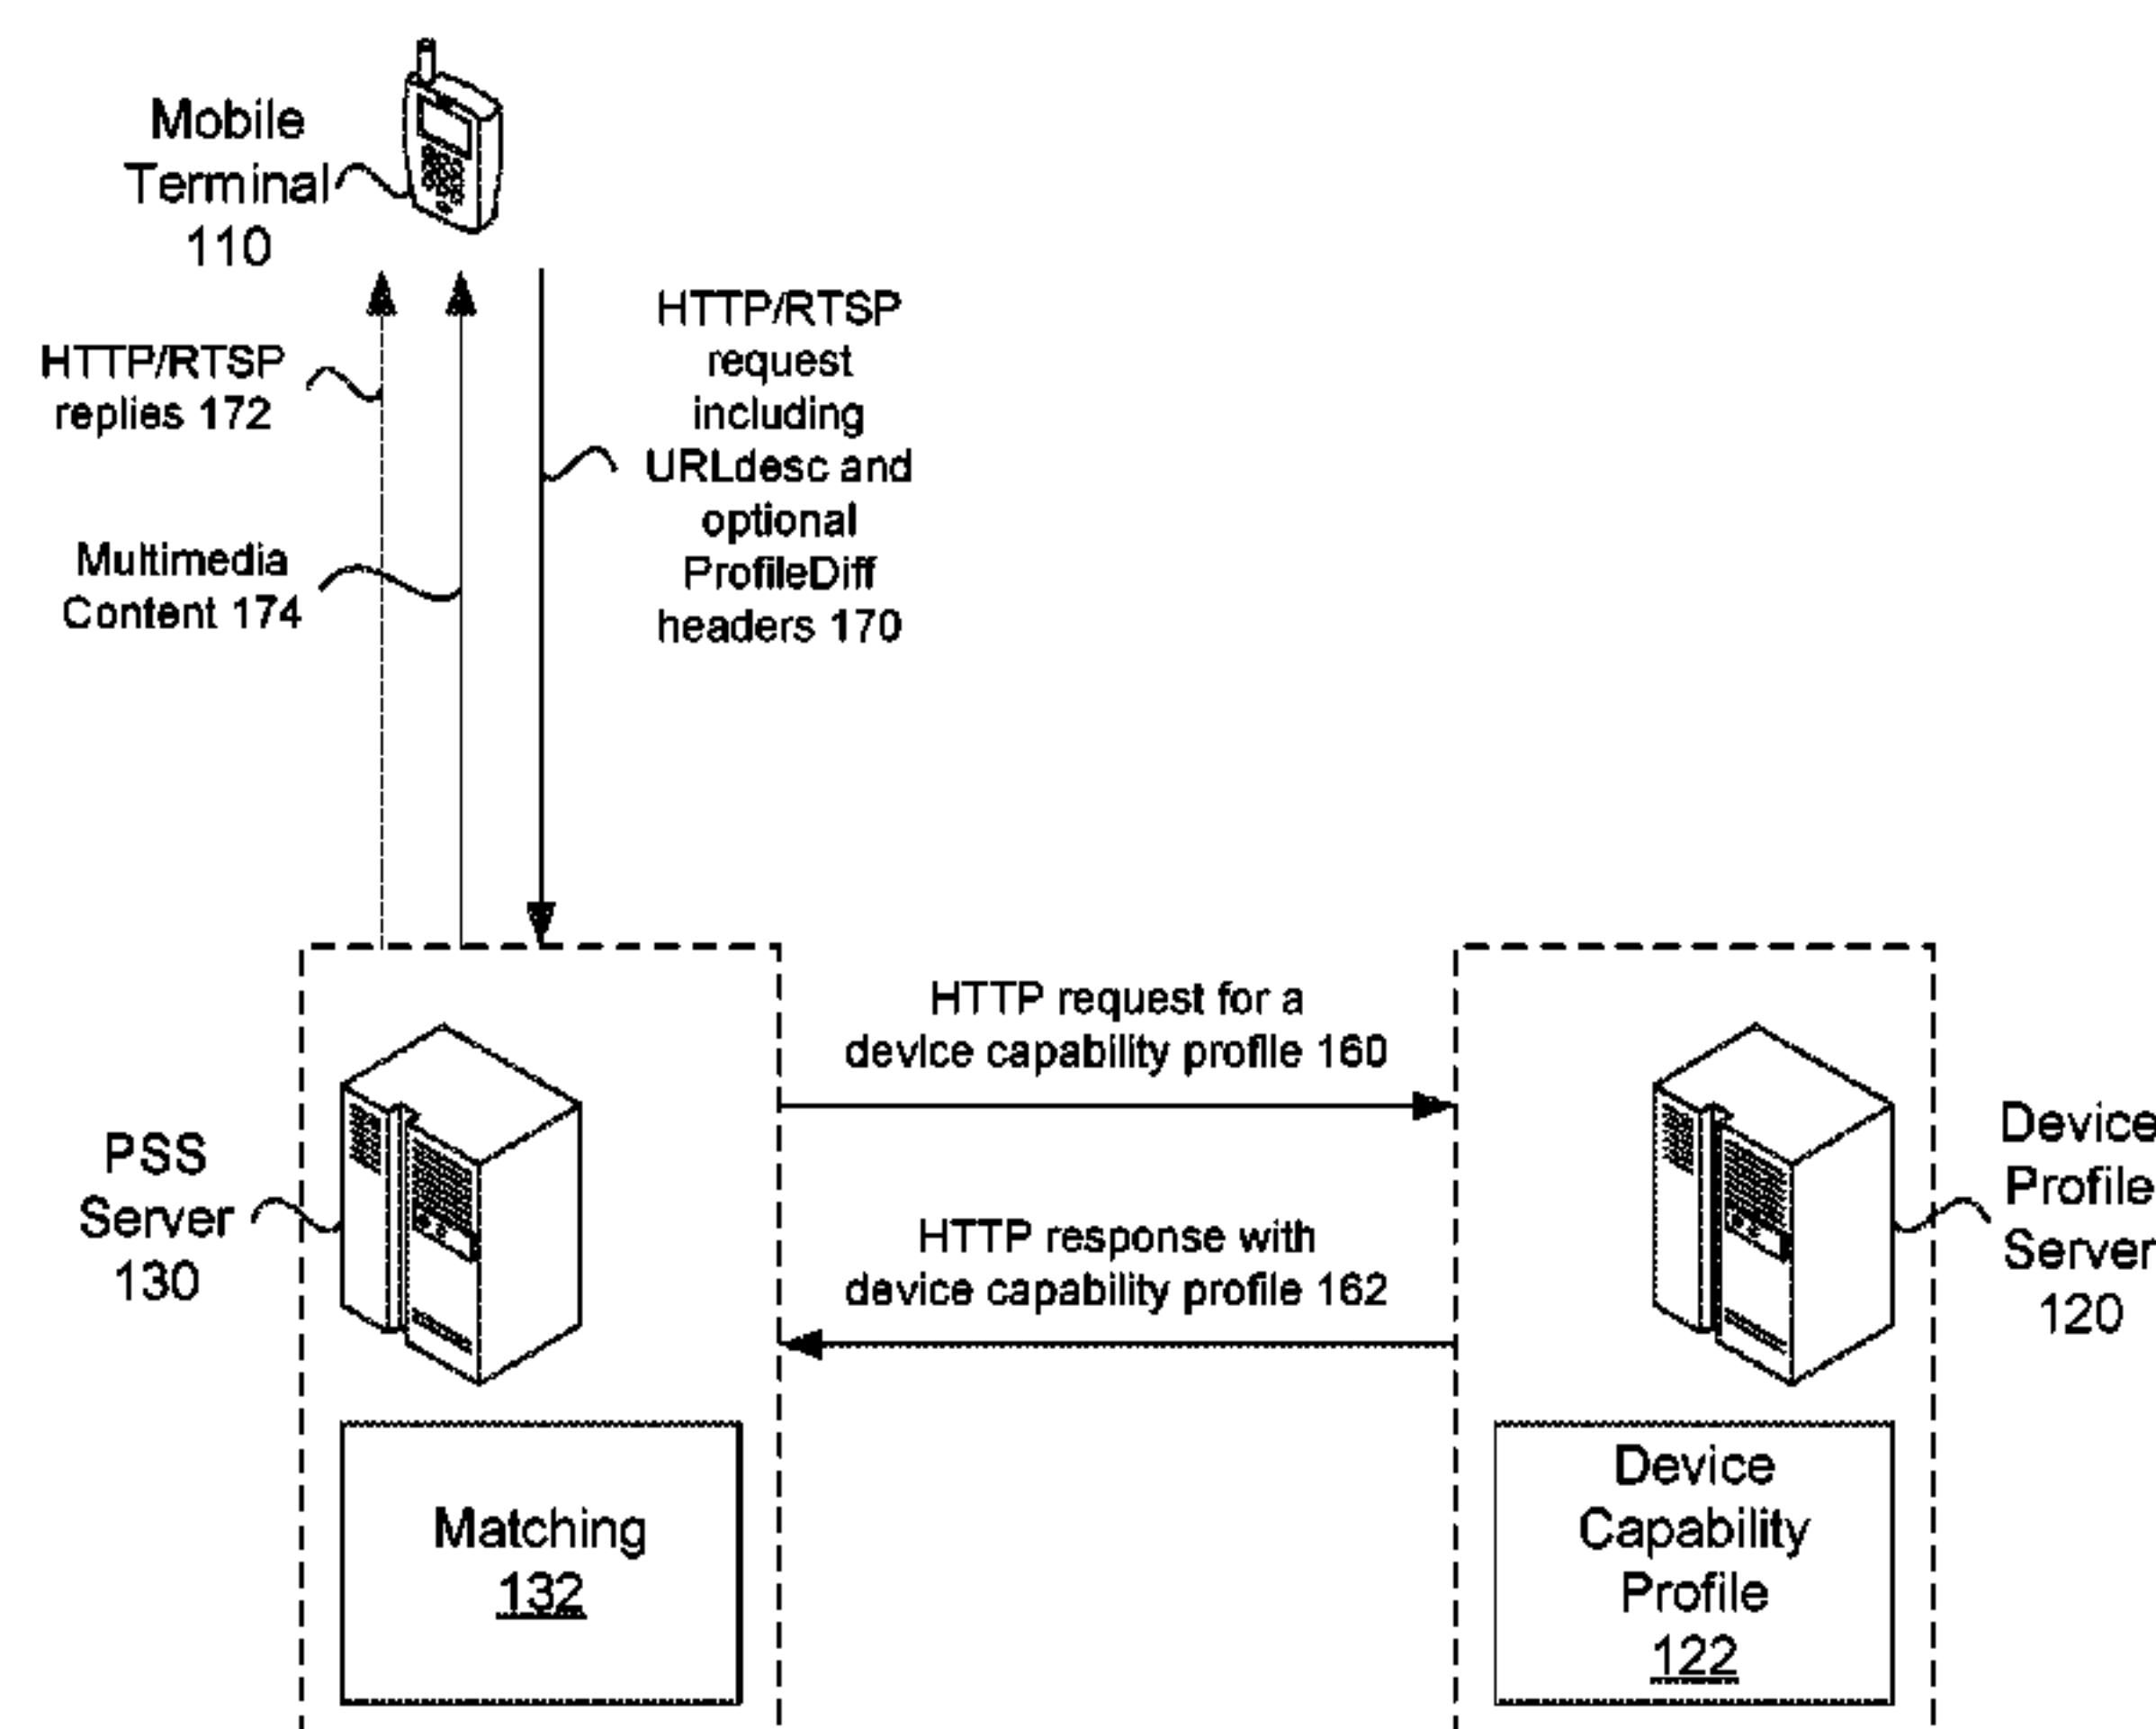 Mobile
Terminal
110
HTTP/RTSP
replies 172
Multimedia
Content 174
HTTP/RTSP
request
including
URLdesc and
optional
ProfileDiff
headers 170
HTTP request for a
device capability profile 160
HTTP response with
device capability profile 162
PSS
Server
130
Matching
132
Device
Profile
Server
120
Device
Capability
Profile
122